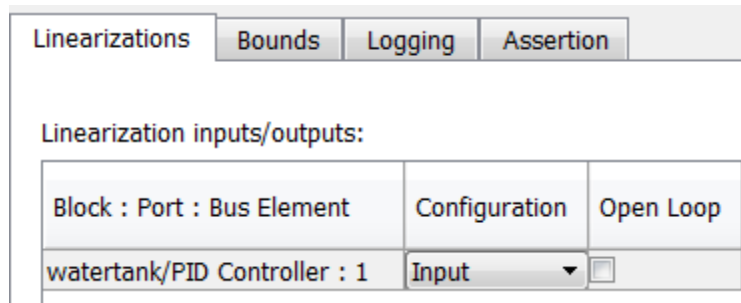 Linearizations Bounds Logging Assertion
Linearization inputs/outputs:
Block : Port : Bus Element Configuration Open Loop
watertank/PID Controller : 1 Input